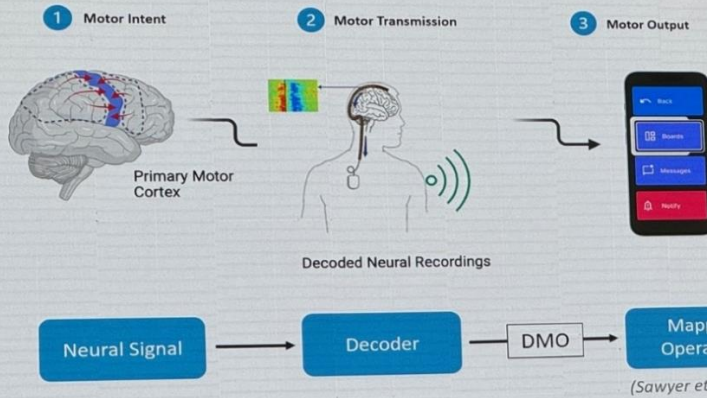 1 Motor Intent
2 Motor Transmission
3 Motor Output
Primary Motor
Cortex
Back
Boards
Messages
Notify
Decoded Neural Recordings
Neural Signal
Decoder
DMO
Map
Opera
(Sawyer et